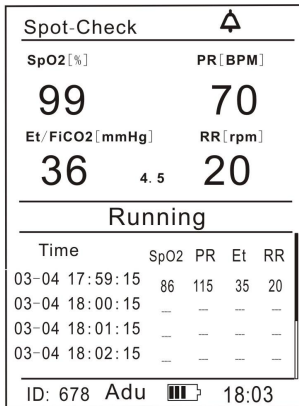 Spot-Check
SpO2[%] PR[BPM]
99 70
Et/FiCO2[mmHg] RR[rpm]
36 4.5 20
Running
Time SpO2 PR Et RR
03-04 17:59:15 86 115 35 20
03-04 18:00:15 --- --- --- ---
03-04 18:01:15 --- --- --- ---
03-04 18:02:15 --- --- --- ---
ID: 678 Adu 18:03